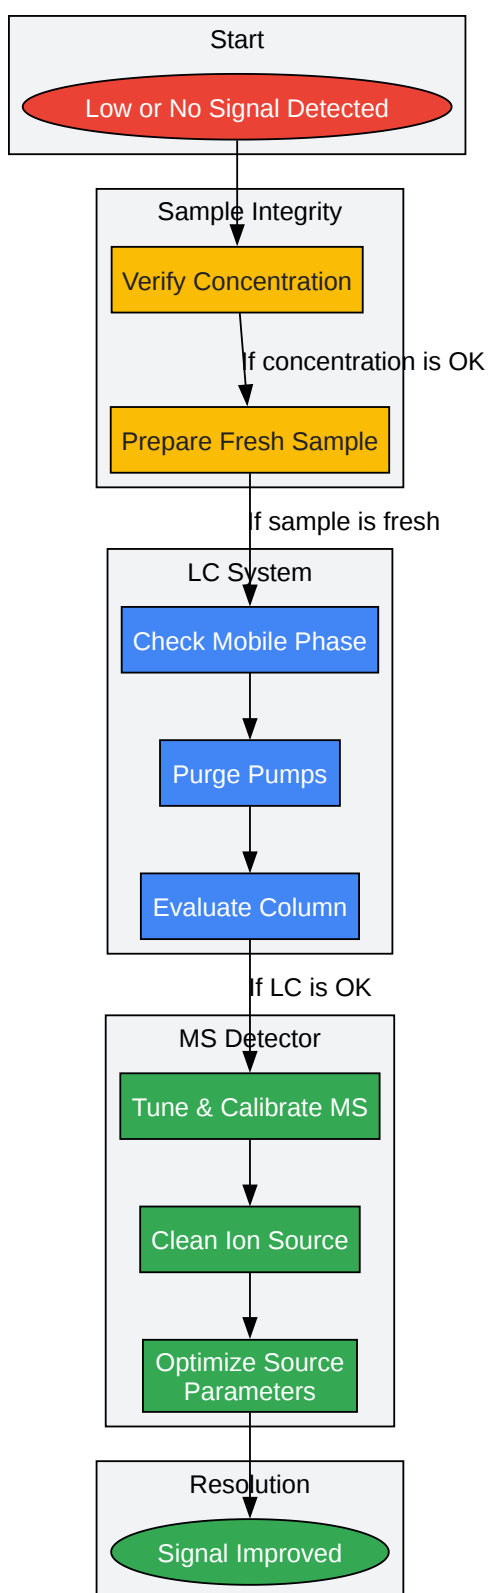 Start
Low or No Signal Detected
Sample Integrity
Verify Concentration
If concentration is OK
Prepare Fresh Sample
If sample is fresh
LC System
Check Mobile Phase
Purge Pumps
Evaluate Column
If LC is OK
MS Detector
Tune & Calibrate MS
Clean Ion Source
Optimize Source
Parameters
Resolution
Signal Improved